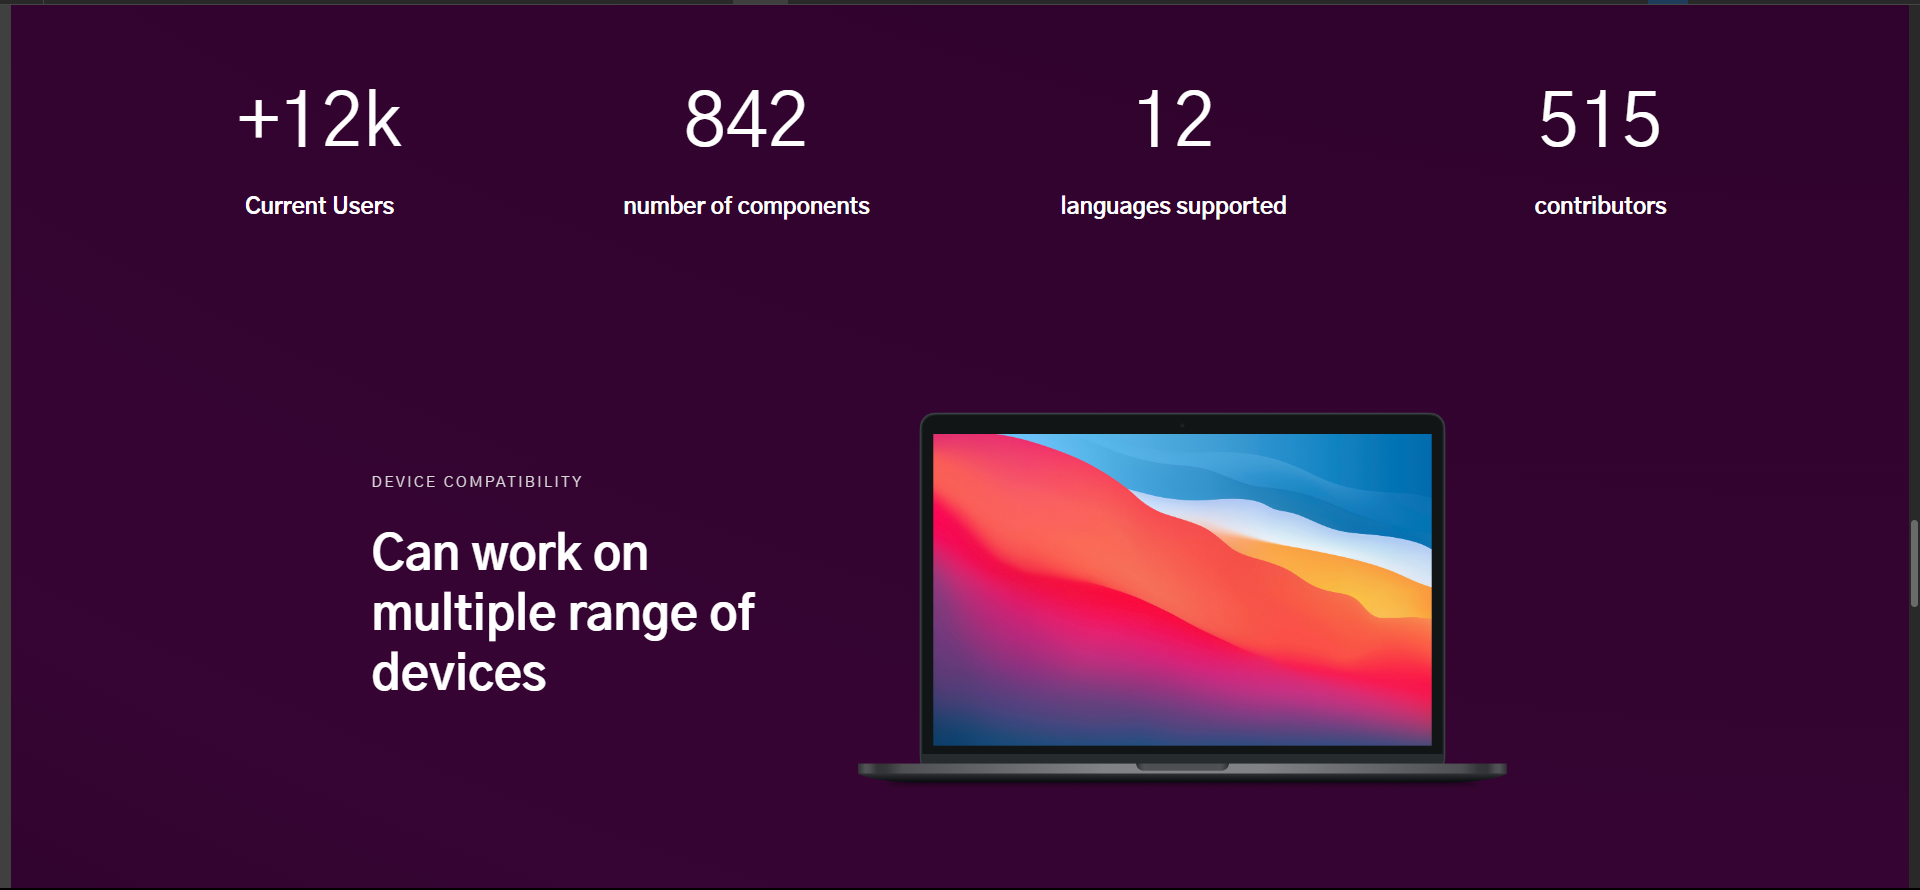 +12k
842
12
515
Current Users
number of components
languages supported
contributors
DEVICE COMPATIBILITY
Can work on
multiple range of
devices